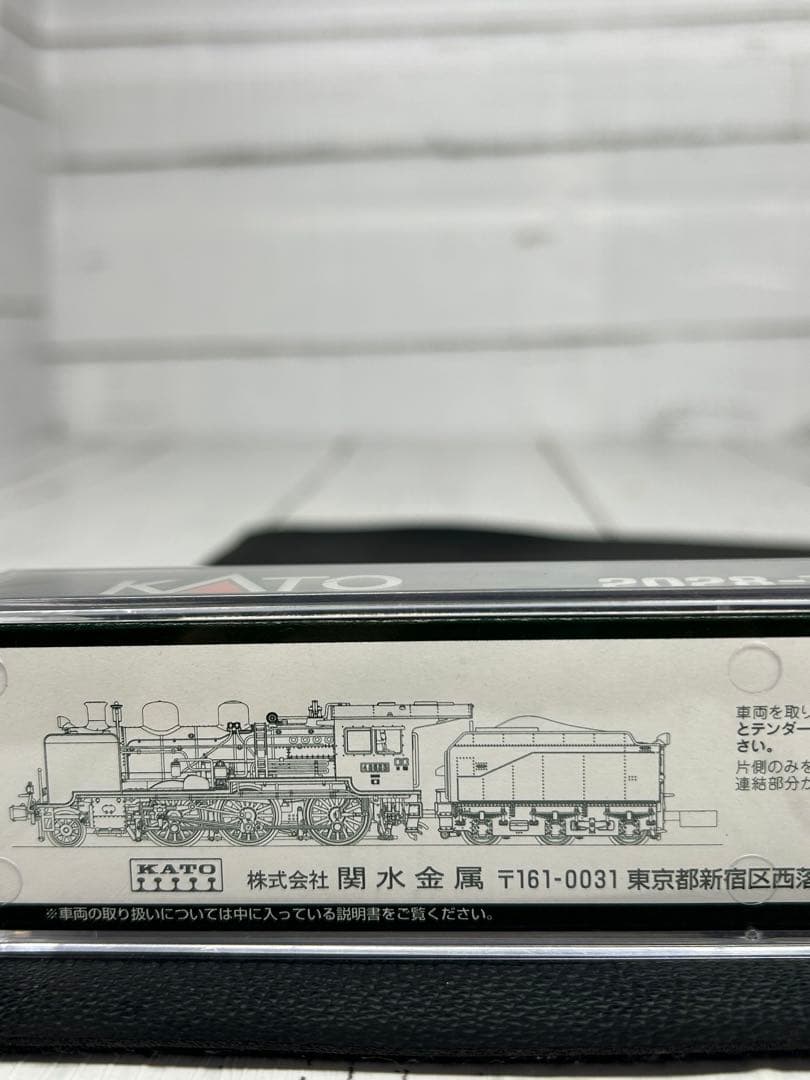 KATO 2028-
車両を取り
とテンダー
さい。
片側のみを
連結部分が
KATO 株式会社 関水金属 〒161-0031 東京都新宿区西落
※車両の取り扱いについては中に入っている説明書をご覧ください。